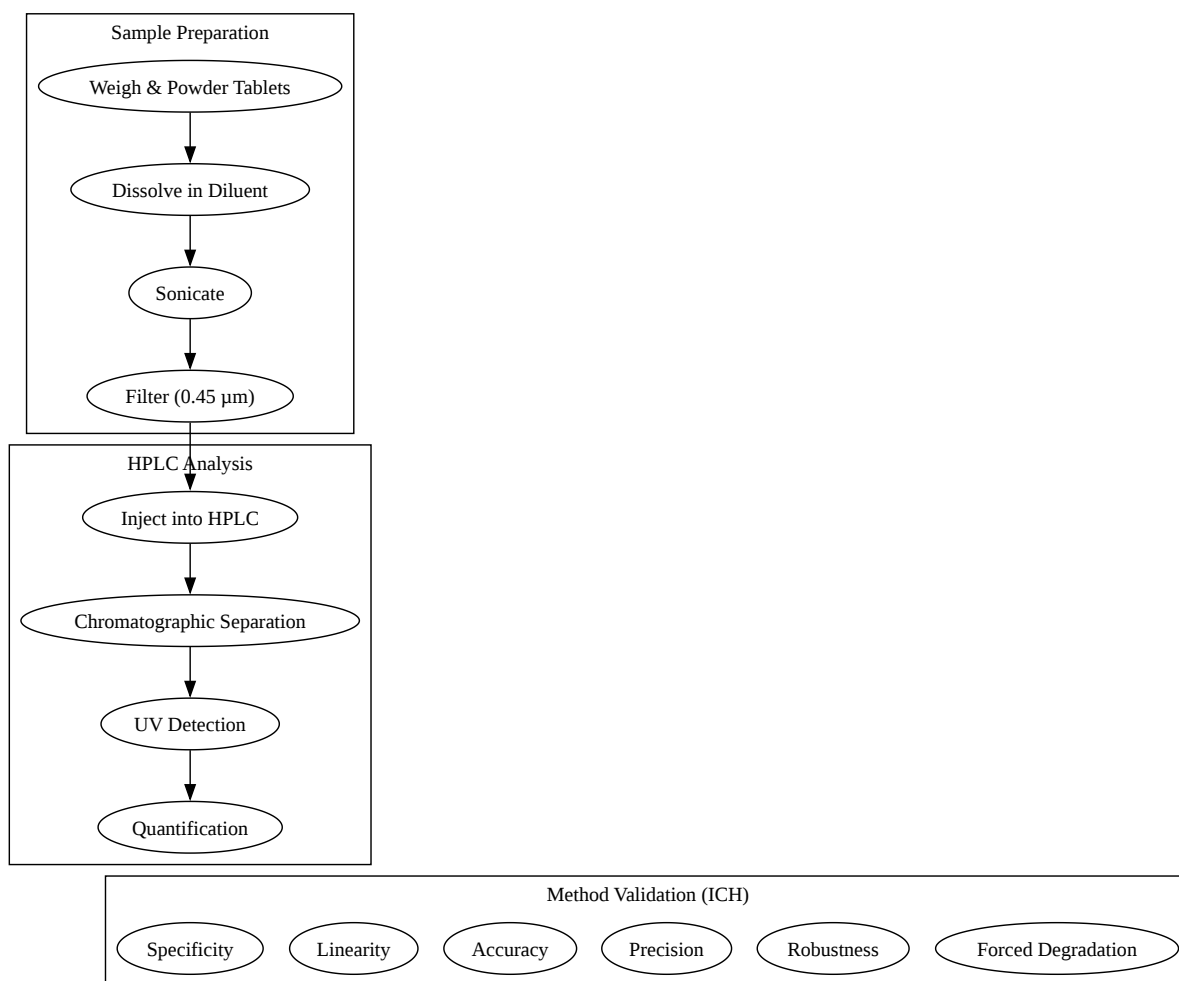 Sample Preparation
Weigh & Powder Tablets
Dissolve in Diluent
Sonicate
Filter (0.45 µm)
HPLC Analysis
Inject into HPLC
Chromatographic Separation
UV Detection
Quantification
Method Validation (ICH)
Specificity Linearity Accuracy Precision Robustness Forced Degradation